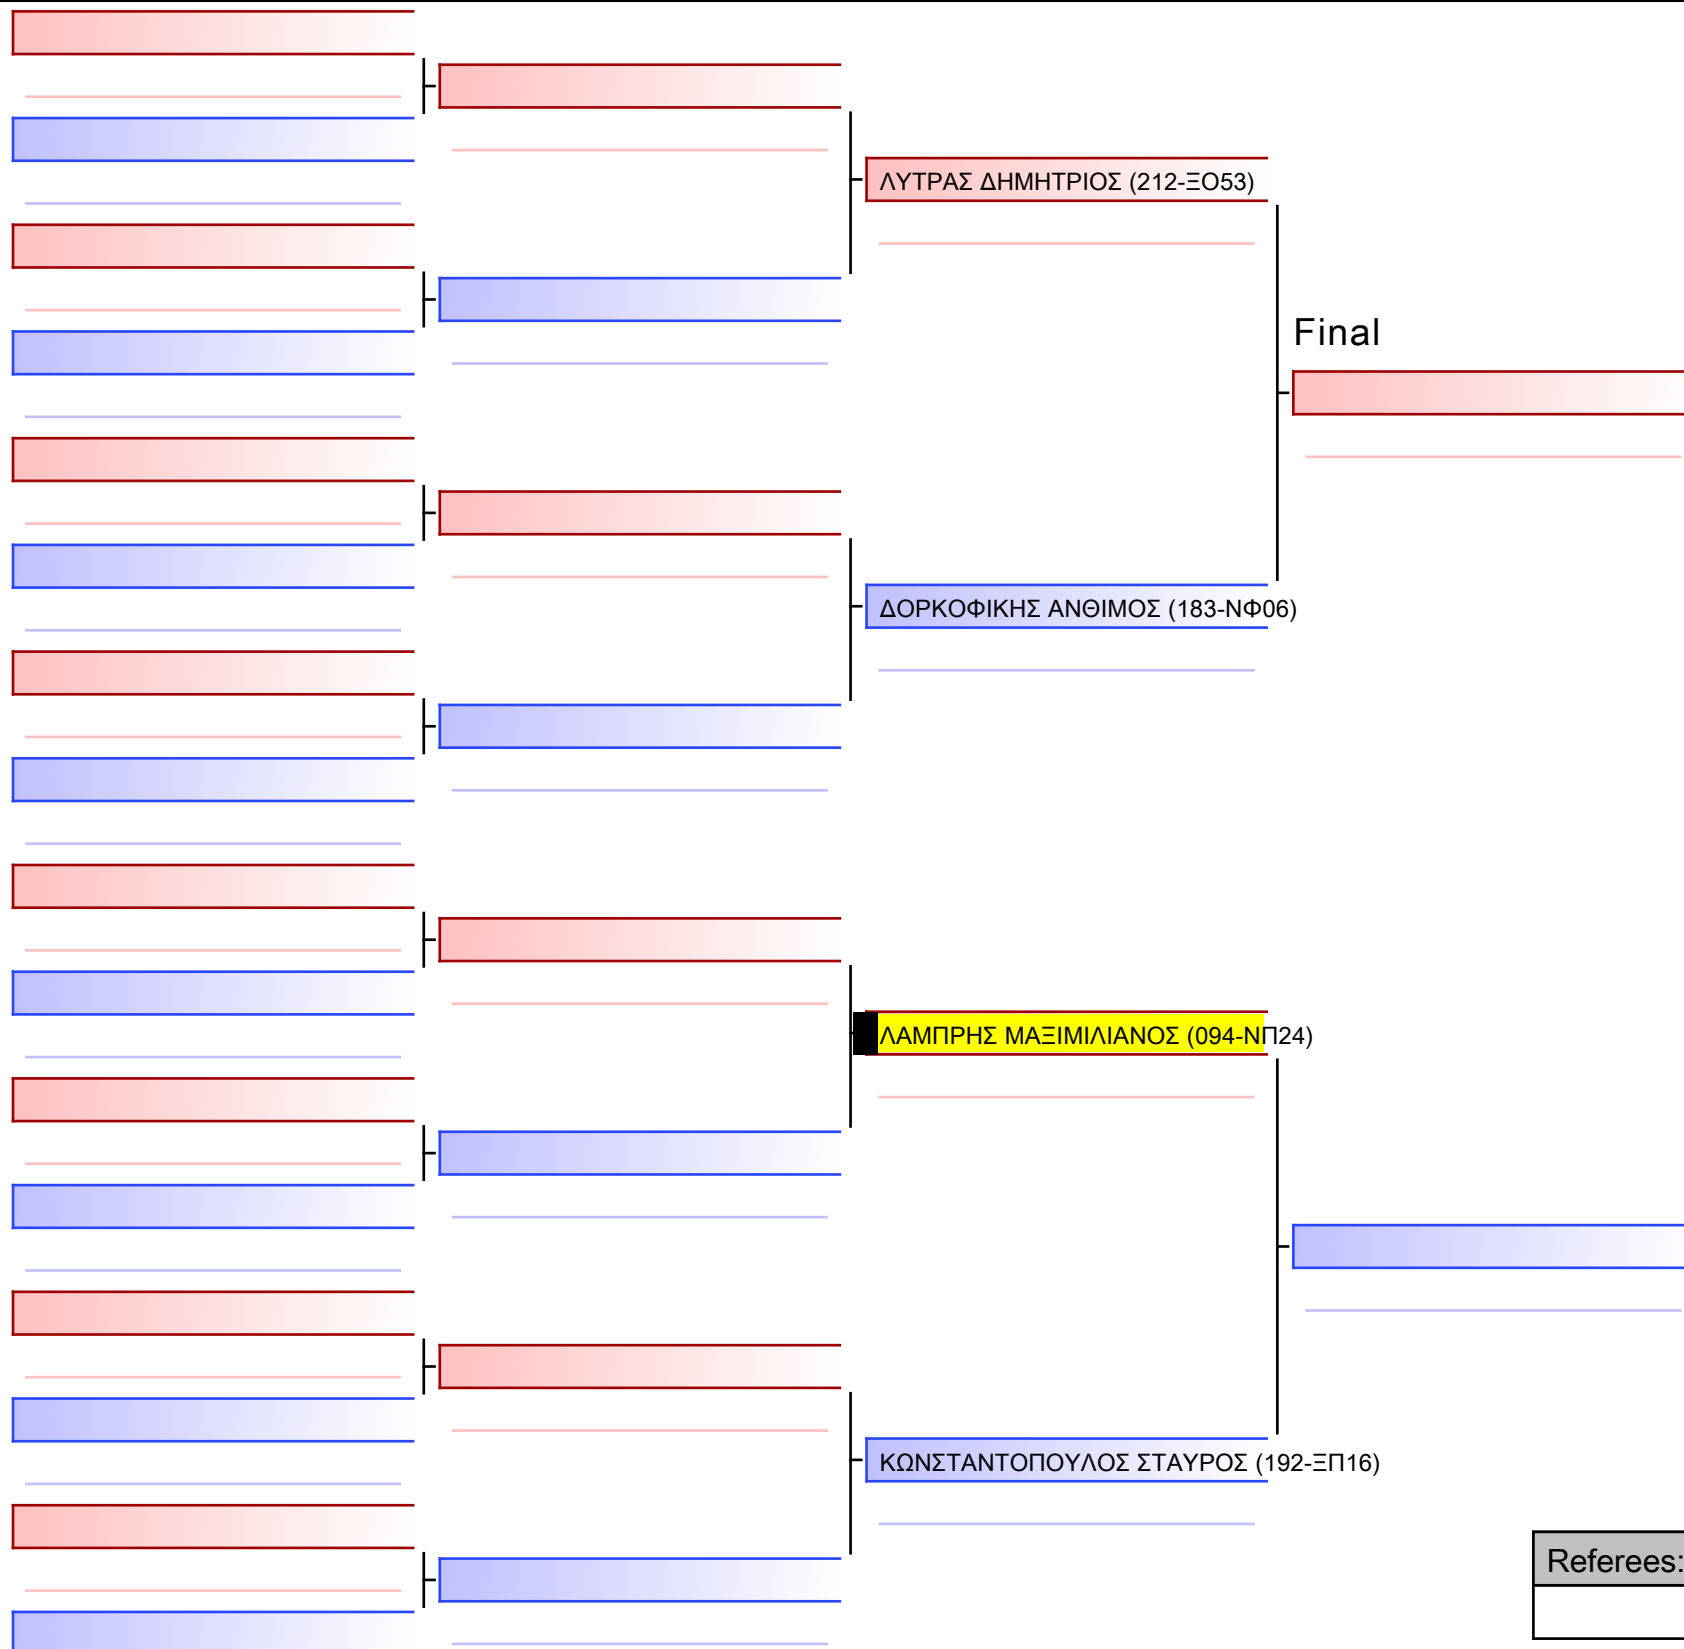 ΛΥΤΡΑΣ ΔΗΜΗΤΡΙΟΣ (212-ΞΟ53)
Final
ΔΟΡΚΟΦΙΚΗΣ ΑΝΘΙΜΟΣ (183-ΝΦ06)
ΛΑΜΠΡΗΣ ΜΑΞΙΜΙΛΙΑΝΟΣ (094-ΝΠ24)
ΚΩΝΣΤΑΝΤΟΠΟΥΛΟΣ ΣΤΑΥΡΟΣ (192-ΞΠ16)
Referees: